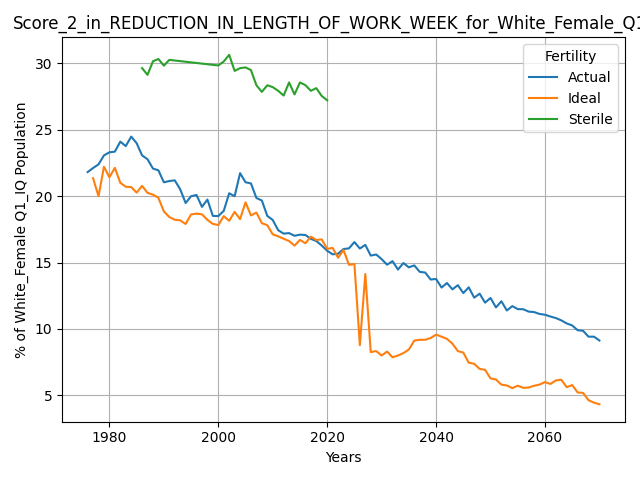 Score_2_in_REDUCTION_IN_LENGTH_OF_WORK_WEEK_for_White_Female_Q1
Fertility
Actual
Ideal
Sterile
% of White_Female Q1_IQ Population
30
25
20
15
10
5
1980
2000
2020
2040
2060
Years